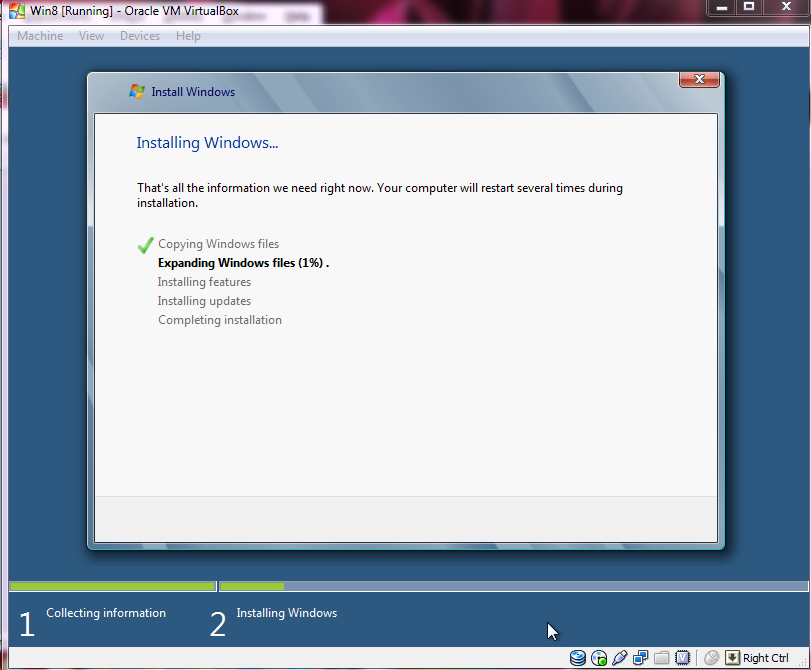 Win8 [Running] - Oracle VM VirtualBox
Machine View Devices Help
Install Windows
Installing Windows...
That's all the information we need right now. Your computer will restart several times during
installation.
Copying Windows files
Expanding Windows files (1%) .
Installing features
Installing updates
Completing installation
1 Collecting information
2 Installing Windows
Right Ctrl